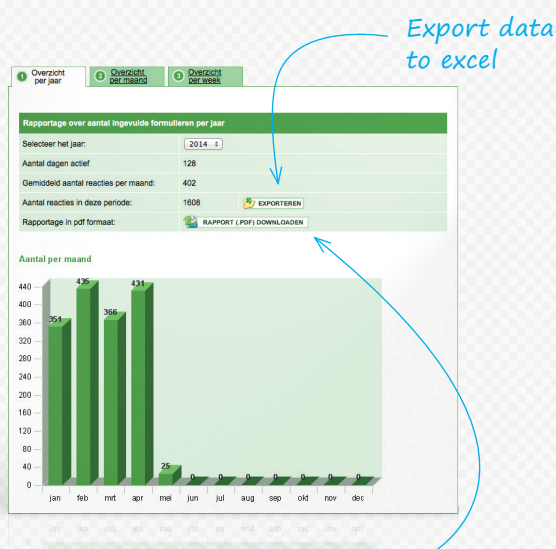 Export data
to excel
1 Overzicht
per jaar
2 Overzicht
per maand
3 Overzicht
per week
Rapportage over aantal ingevulde formulieren per jaar
Selecteer het jaar: 2014
Aantal dagen actief 128
Gemiddeld aantal reacties per maand: 402
Aantal reacties in deze periode: 1608 EXPORTEREN
Rapportage in pdf formaat: RAPPORT (.PDF) DOWNLOADEN
Aantal per maand
440
400
360
320
280
240
200
160
120
80
40
0
351 435 366 431 25 0 0 0 0 0 0 0
jan feb mrt apr mei jun jul aug sep okt nov dec